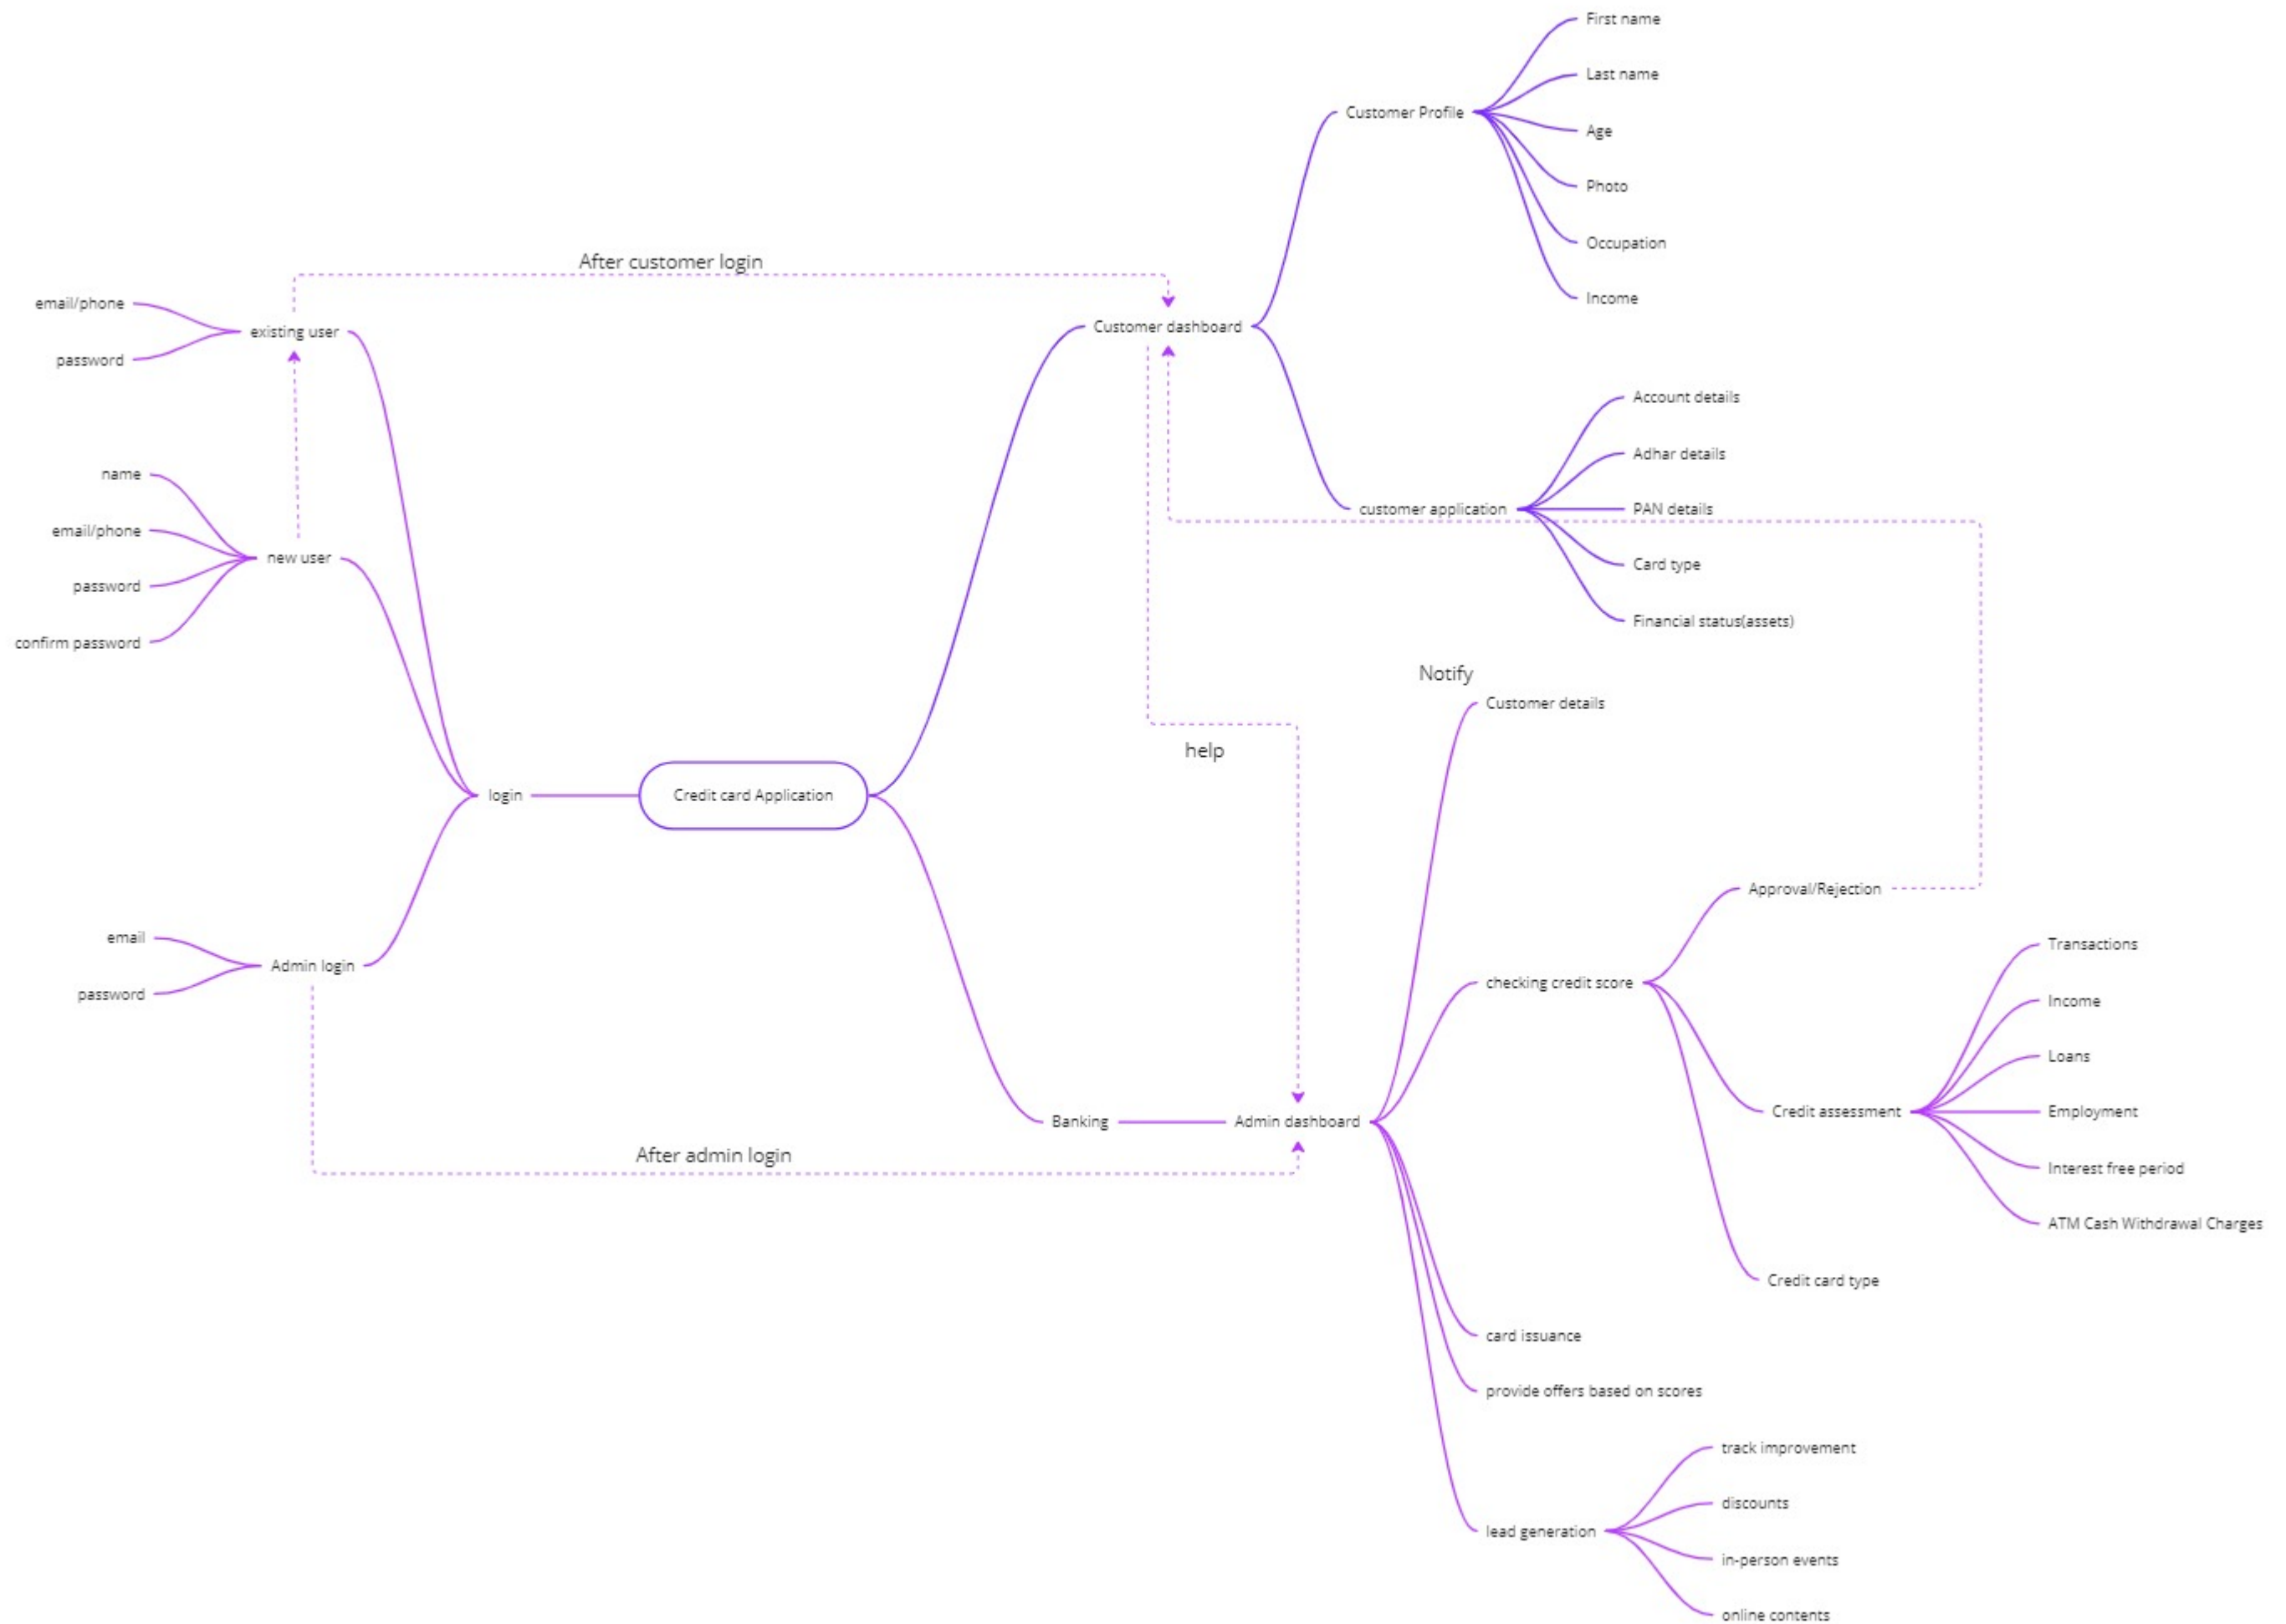 First name
Last name
Customer Profile
Age
Photo
Occupation
Income
After customer login
email/phone
existing user
password
Customer dashboard
Account details
Adhar details
customer application
PAN details
Card type
Financial status(assets)
name
email/phone
new user
password
confirm password
Notify
Customer details
help
login
Credit card Application
Approval/Rejection
email
Admin login
password
checking credit score
Transactions
Income
Loans
Credit assessment
Employment
Interest free period
ATM Cash Withdrawal Charges
Banking
Admin dashboard
After admin login
Credit card type
card issuance
provide offers based on scores
track improvement
discounts
lead generation
in-person events
online contents